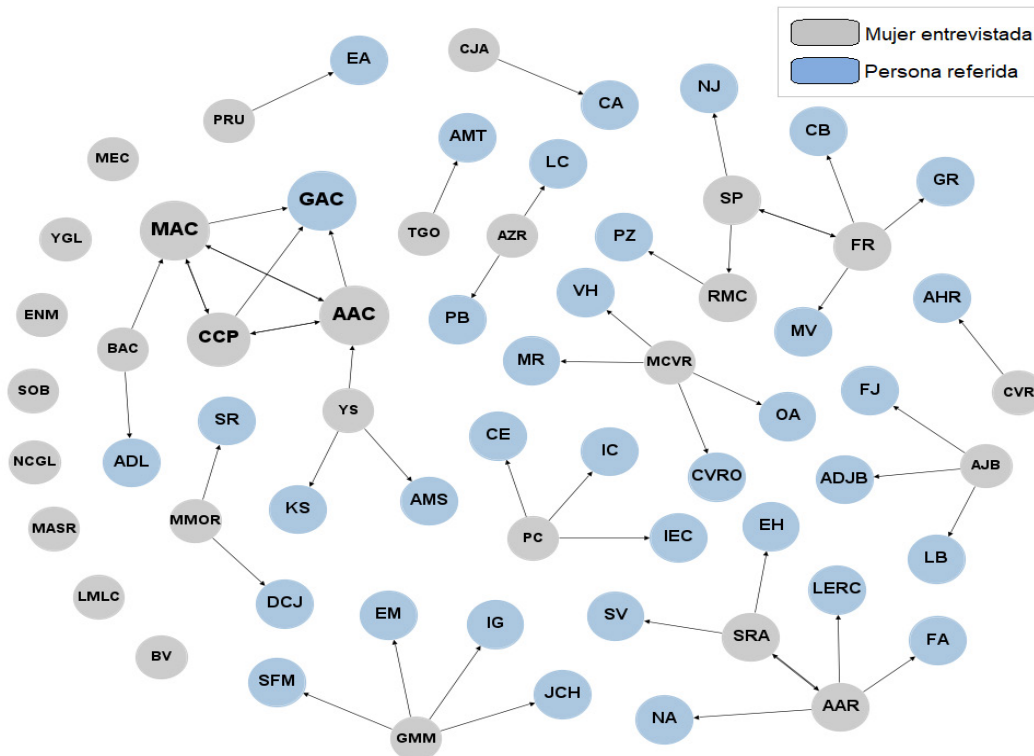 Mujer entrevistada
Persona referida
CJA
EA
NJ
CA
PRU
CB
AMT
MEC
LC
GR
GAC
SP
MAC
TGO
AZR
YGL
PZ
FR
VH
RMC
AHR
ENM
AAC
PB
MV
CCP
BAC
MR
MCVR
SOB
FJ
CVR
YS
OA
SR
CE
IC
NCGL
ADL
AJB
CVRO
ADJB
KS
AMS
MMOR
MASR
EH
PC
IEC
LB
LERC
LMLC
DCJ
EM
IG
SV
SRA
FA
BV
SFM
JCH
AAR
NA
GMM